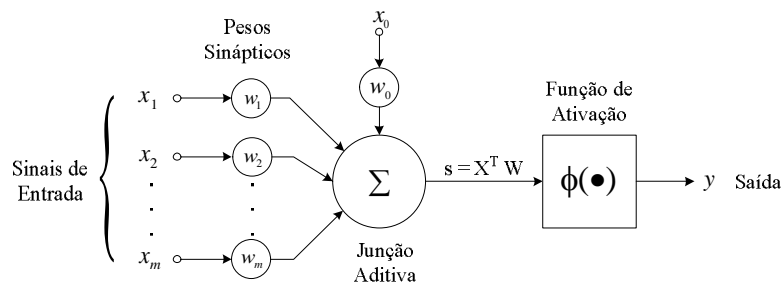 x0
Pesos
Sinápticos
w0
Função de
Ativação
x1
w1
Sinais de
Entrada
x2
w2
Σ
s = X^T W
ϕ(•)
y
Saída
xm
wm
Junção
Aditiva